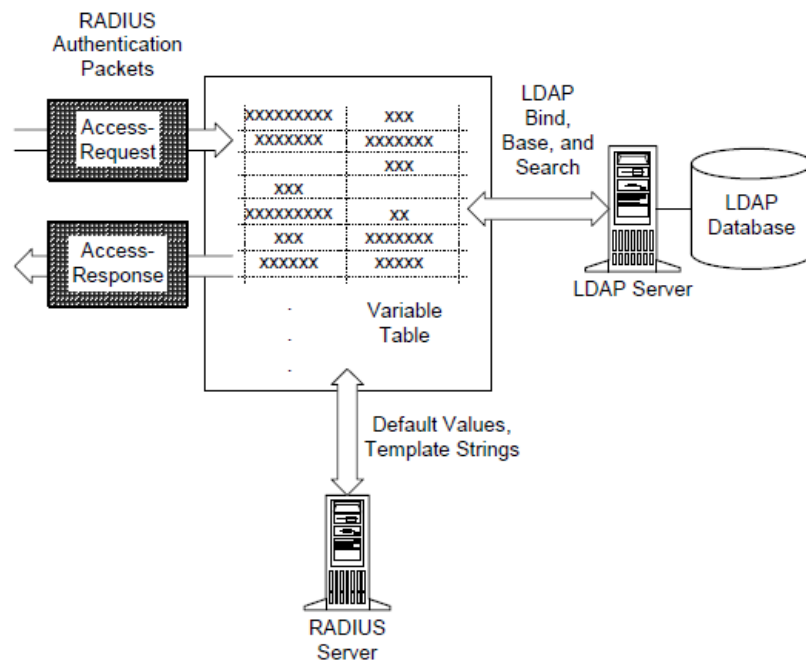 RADIUS
Authentication
Packets
Access-
Request
Access-
Response
XXXXXXXXX XXX
XXXXXXX XXXXXXX
XXX
XXX
XXXXXXXXX XX
XXX XXXXXXX
XXXXXX XXXXX
.
.
.
Variable
Table
LDAP
Bind,
Base, and
Search
LDAP
Database
LDAP Server
Default Values,
Template Strings
RADIUS
Server